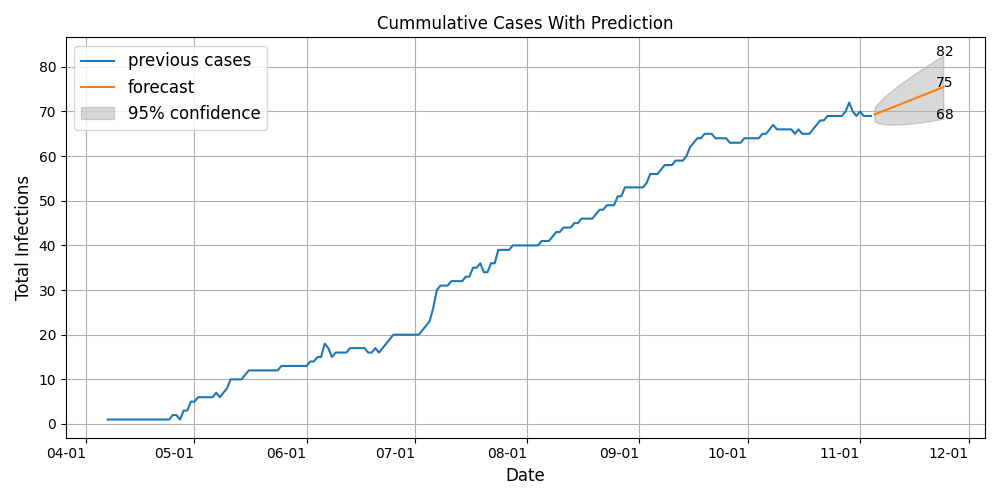 Cummulative Cases With Prediction
previous cases
forecast
95% confidence
82
75
68
Total Infections
80
70
60
50
40
30
20
10
0
04-01 05-01 06-01 07-01 08-01 09-01 10-01 11-01 12-01
Date